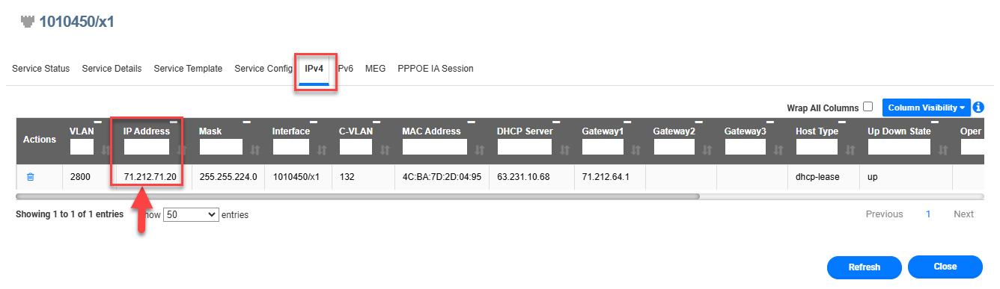 1010450/x1
Service Status Service Details Service Template Service Config IPv4 Pv6 MEG PPPOE IA Session
Wrap All Columns Column Visibility
Actions VLAN IP Address Mask Interface C-VLAN MAC Address DHCP Server Gateway1 Gateway2 Gateway3 Host Type Up Down State Oper
2800 71.212.71.20 255.255.224.0 1010450/x1 132 4C:BA:7D:2D:04:95 63.231.10.68 71.212.64.1 dhcp-lease up
Showing 1 to 1 of 1 entries how 50 entries Previous 1 Next
Refresh Close